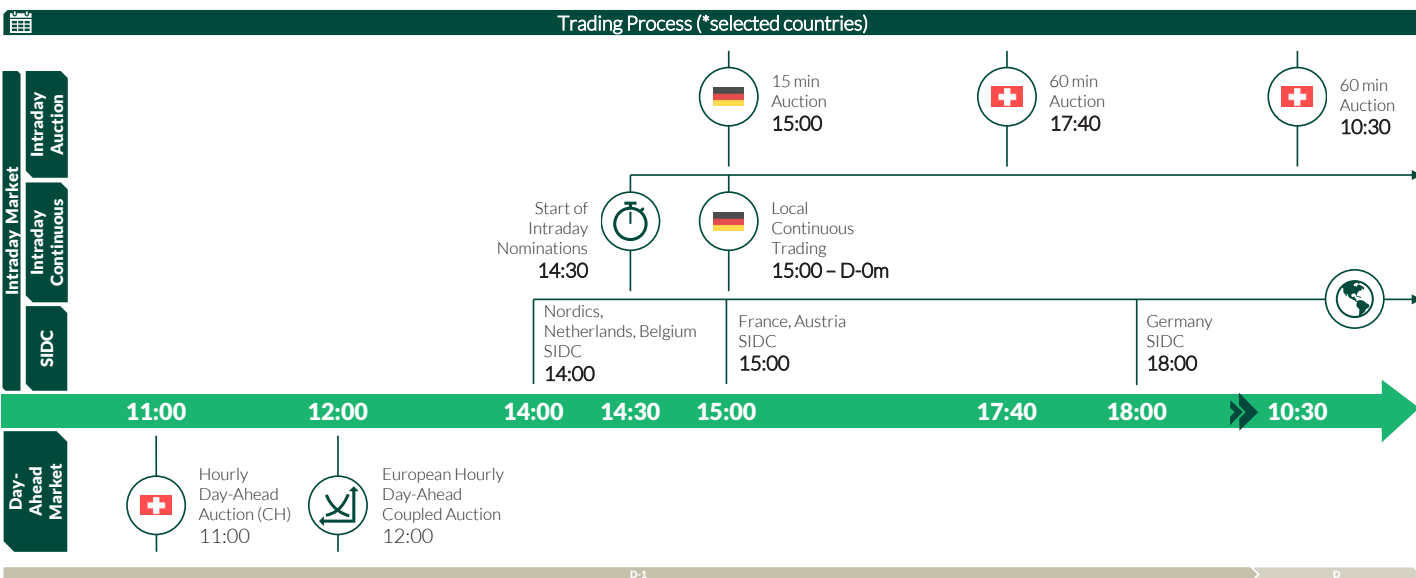 Trading Process (*selected countries)
Intraday Market
Intraday
Auction
15 min
Auction
15:00
60 min
Auction
17:40
60 min
Auction
10:30
Intraday
Continuous
Start of
Intraday
Nominations
14:30
Local
Continuous
Trading
15:00 – D-0m
SIDC
Nordics,
Netherlands, Belgium
SIDC
14:00
France, Austria
SIDC
15:00
Germany
SIDC
18:00
11:00 12:00 14:00 14:30 15:00 17:40 18:00 10:30
Day-
Ahead
Market
Hourly
Day-Ahead
Auction (CH)
11:00
European Hourly
Day-Ahead
Coupled Auction
12:00
D-1 D